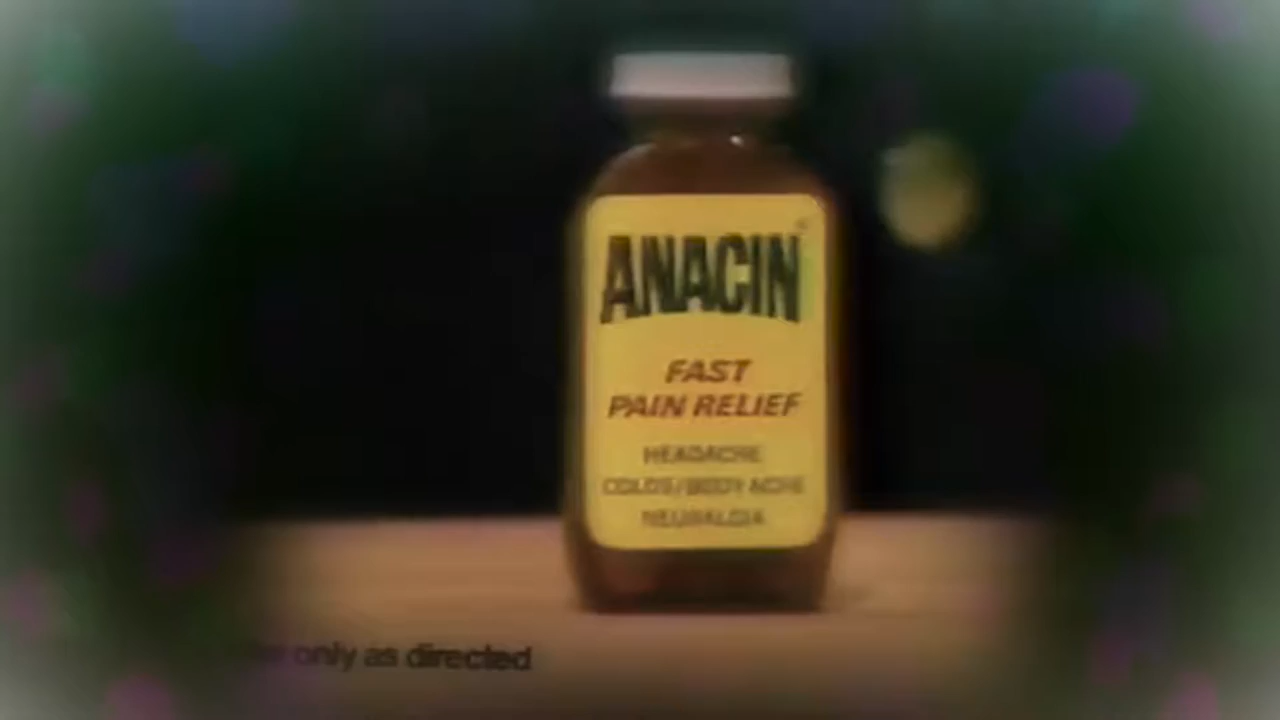 ANACIN
FAST
PAIN RELIEF
HEADACHE
COLDS/BODY ACHE
NEURALGIA
only as directed